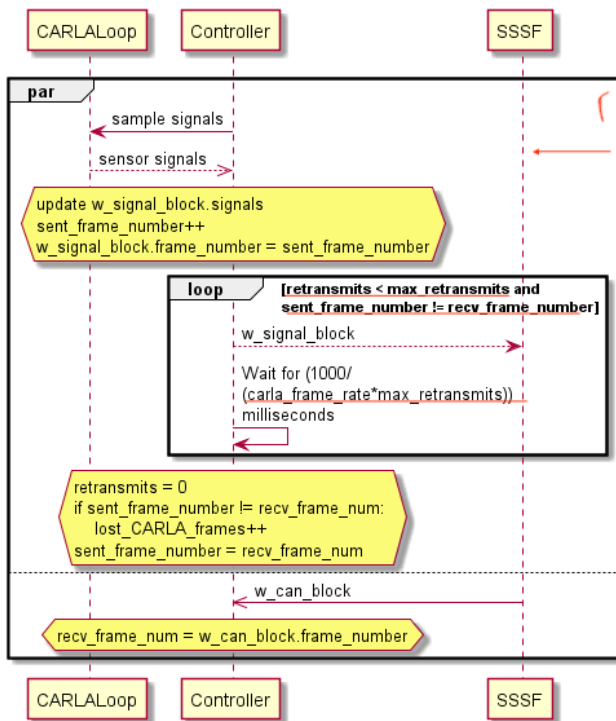 CARLALoop
Controller
SSSF
par
sample signals
sensor signals
update w_signal_block.signals
sent_frame_number++
w_signal_block.frame_number = sent_frame_number
loop
[retransmits < max_retransmits and
sent_frame_number != recv_frame_number]
w_signal_block
Wait for (1000/
(carla_frame_rate*max_retransmits))
milliseconds
retransmits = 0
if sent_frame_number != recv_frame_num:
lost_CARLA_frames++
sent_frame_number = recv_frame_num
w_can_block
recv_frame_num = w_can_block.frame_number
CARLALoop
Controller
SSSF